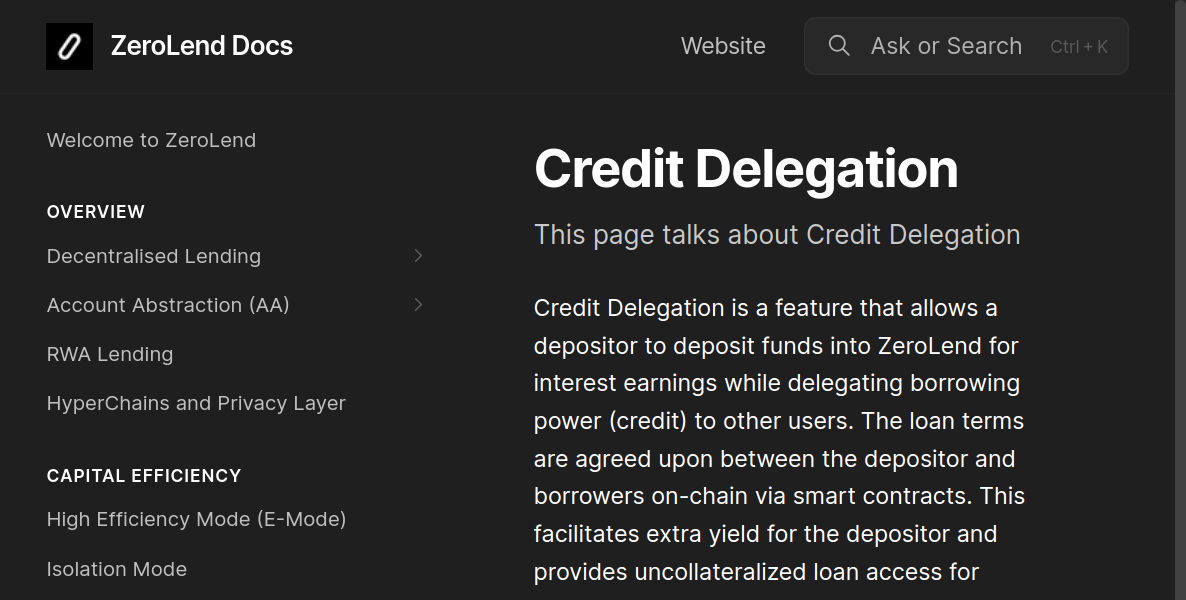 ZeroLend Docs
Website
Ask or Search
Ctrl + K
Welcome to ZeroLend
OVERVIEW
Decentralised Lending
Account Abstraction (AA)
RWA Lending
HyperChains and Privacy Layer
CAPITAL EFFICIENCY
High Efficiency Mode (E-Mode)
Isolation Mode
Credit Delegation
This page talks about Credit Delegation
Credit Delegation is a feature that allows a
depositor to deposit funds into ZeroLend for
interest earnings while delegating borrowing
power (credit) to other users. The loan terms
are agreed upon between the depositor and
borrowers on-chain via smart contracts. This
facilitates extra yield for the depositor and
provides uncollateralized loan access for